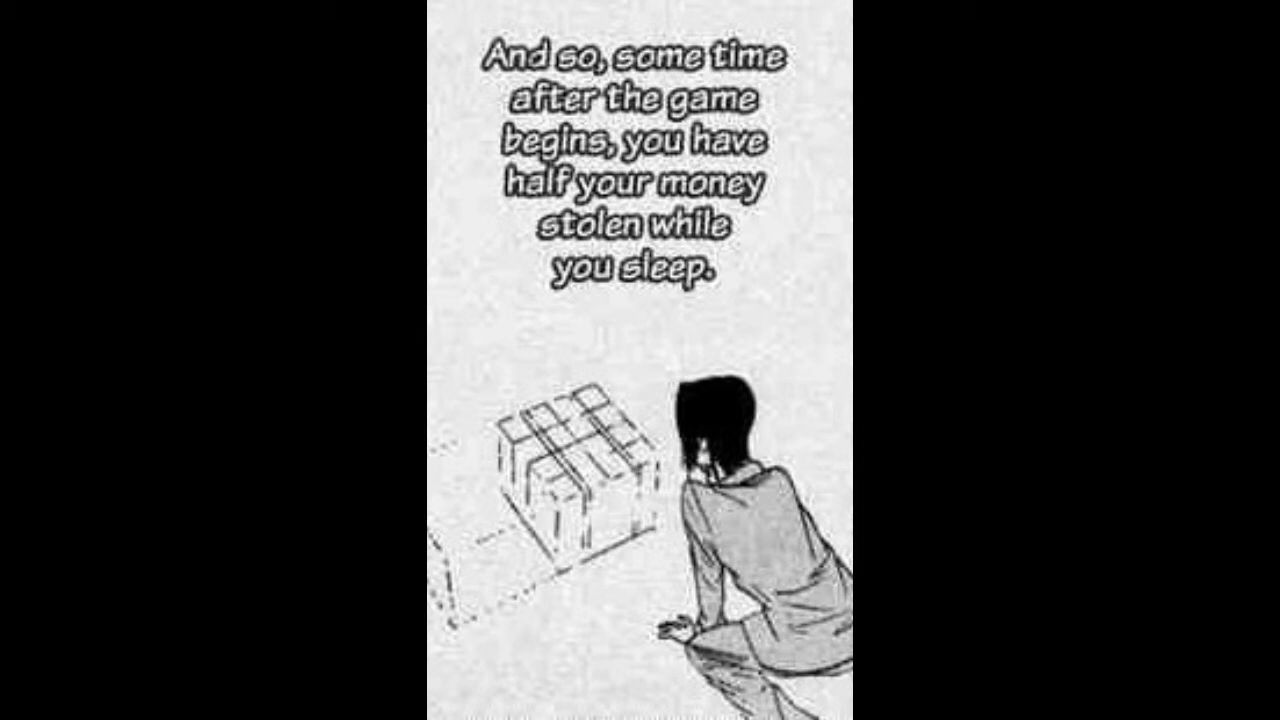 And so, some time
after the game
begins, you have
half your money
stolen while
you sleep.